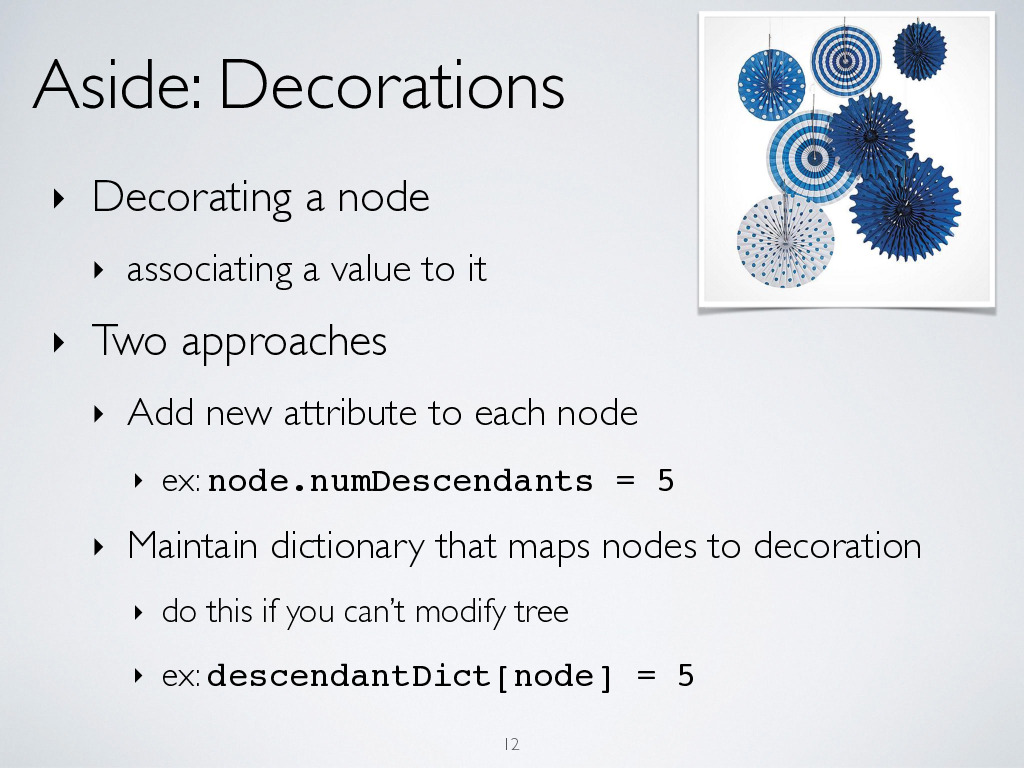 Aside: Decorations
‣ Decorating a node
‣ associating a value to it
‣ Two approaches
‣ Add new attribute to each node
‣ ex: node.numDescendants = 5
‣ Maintain dictionary that maps nodes to decoration
‣ do this if you can’t modify tree
‣ ex: descendantDict[node] = 5
12